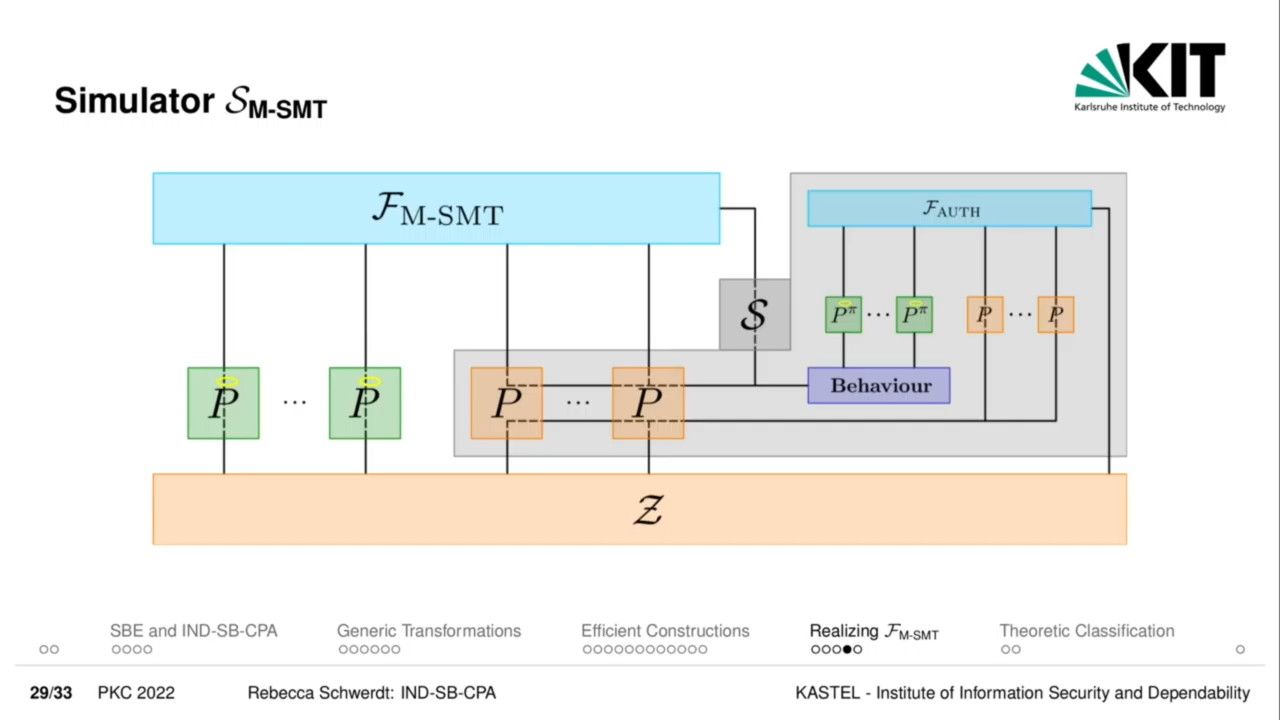 KIT
Karlsruhe Institute of Technology
Simulator 𝒮M-SMT
ℱM-SMT
ℱAUTH
𝒮
Pπ ... Pπ P ... P
Behaviour
P ... P P ... P
𝒵
SBE and IND-SB-CPA Generic Transformations Efficient Constructions Realizing ℱM-SMT Theoretic Classification
29/33 PKC 2022 Rebecca Schwerdt: IND-SB-CPA KASTEL - Institute of Information Security and Dependability